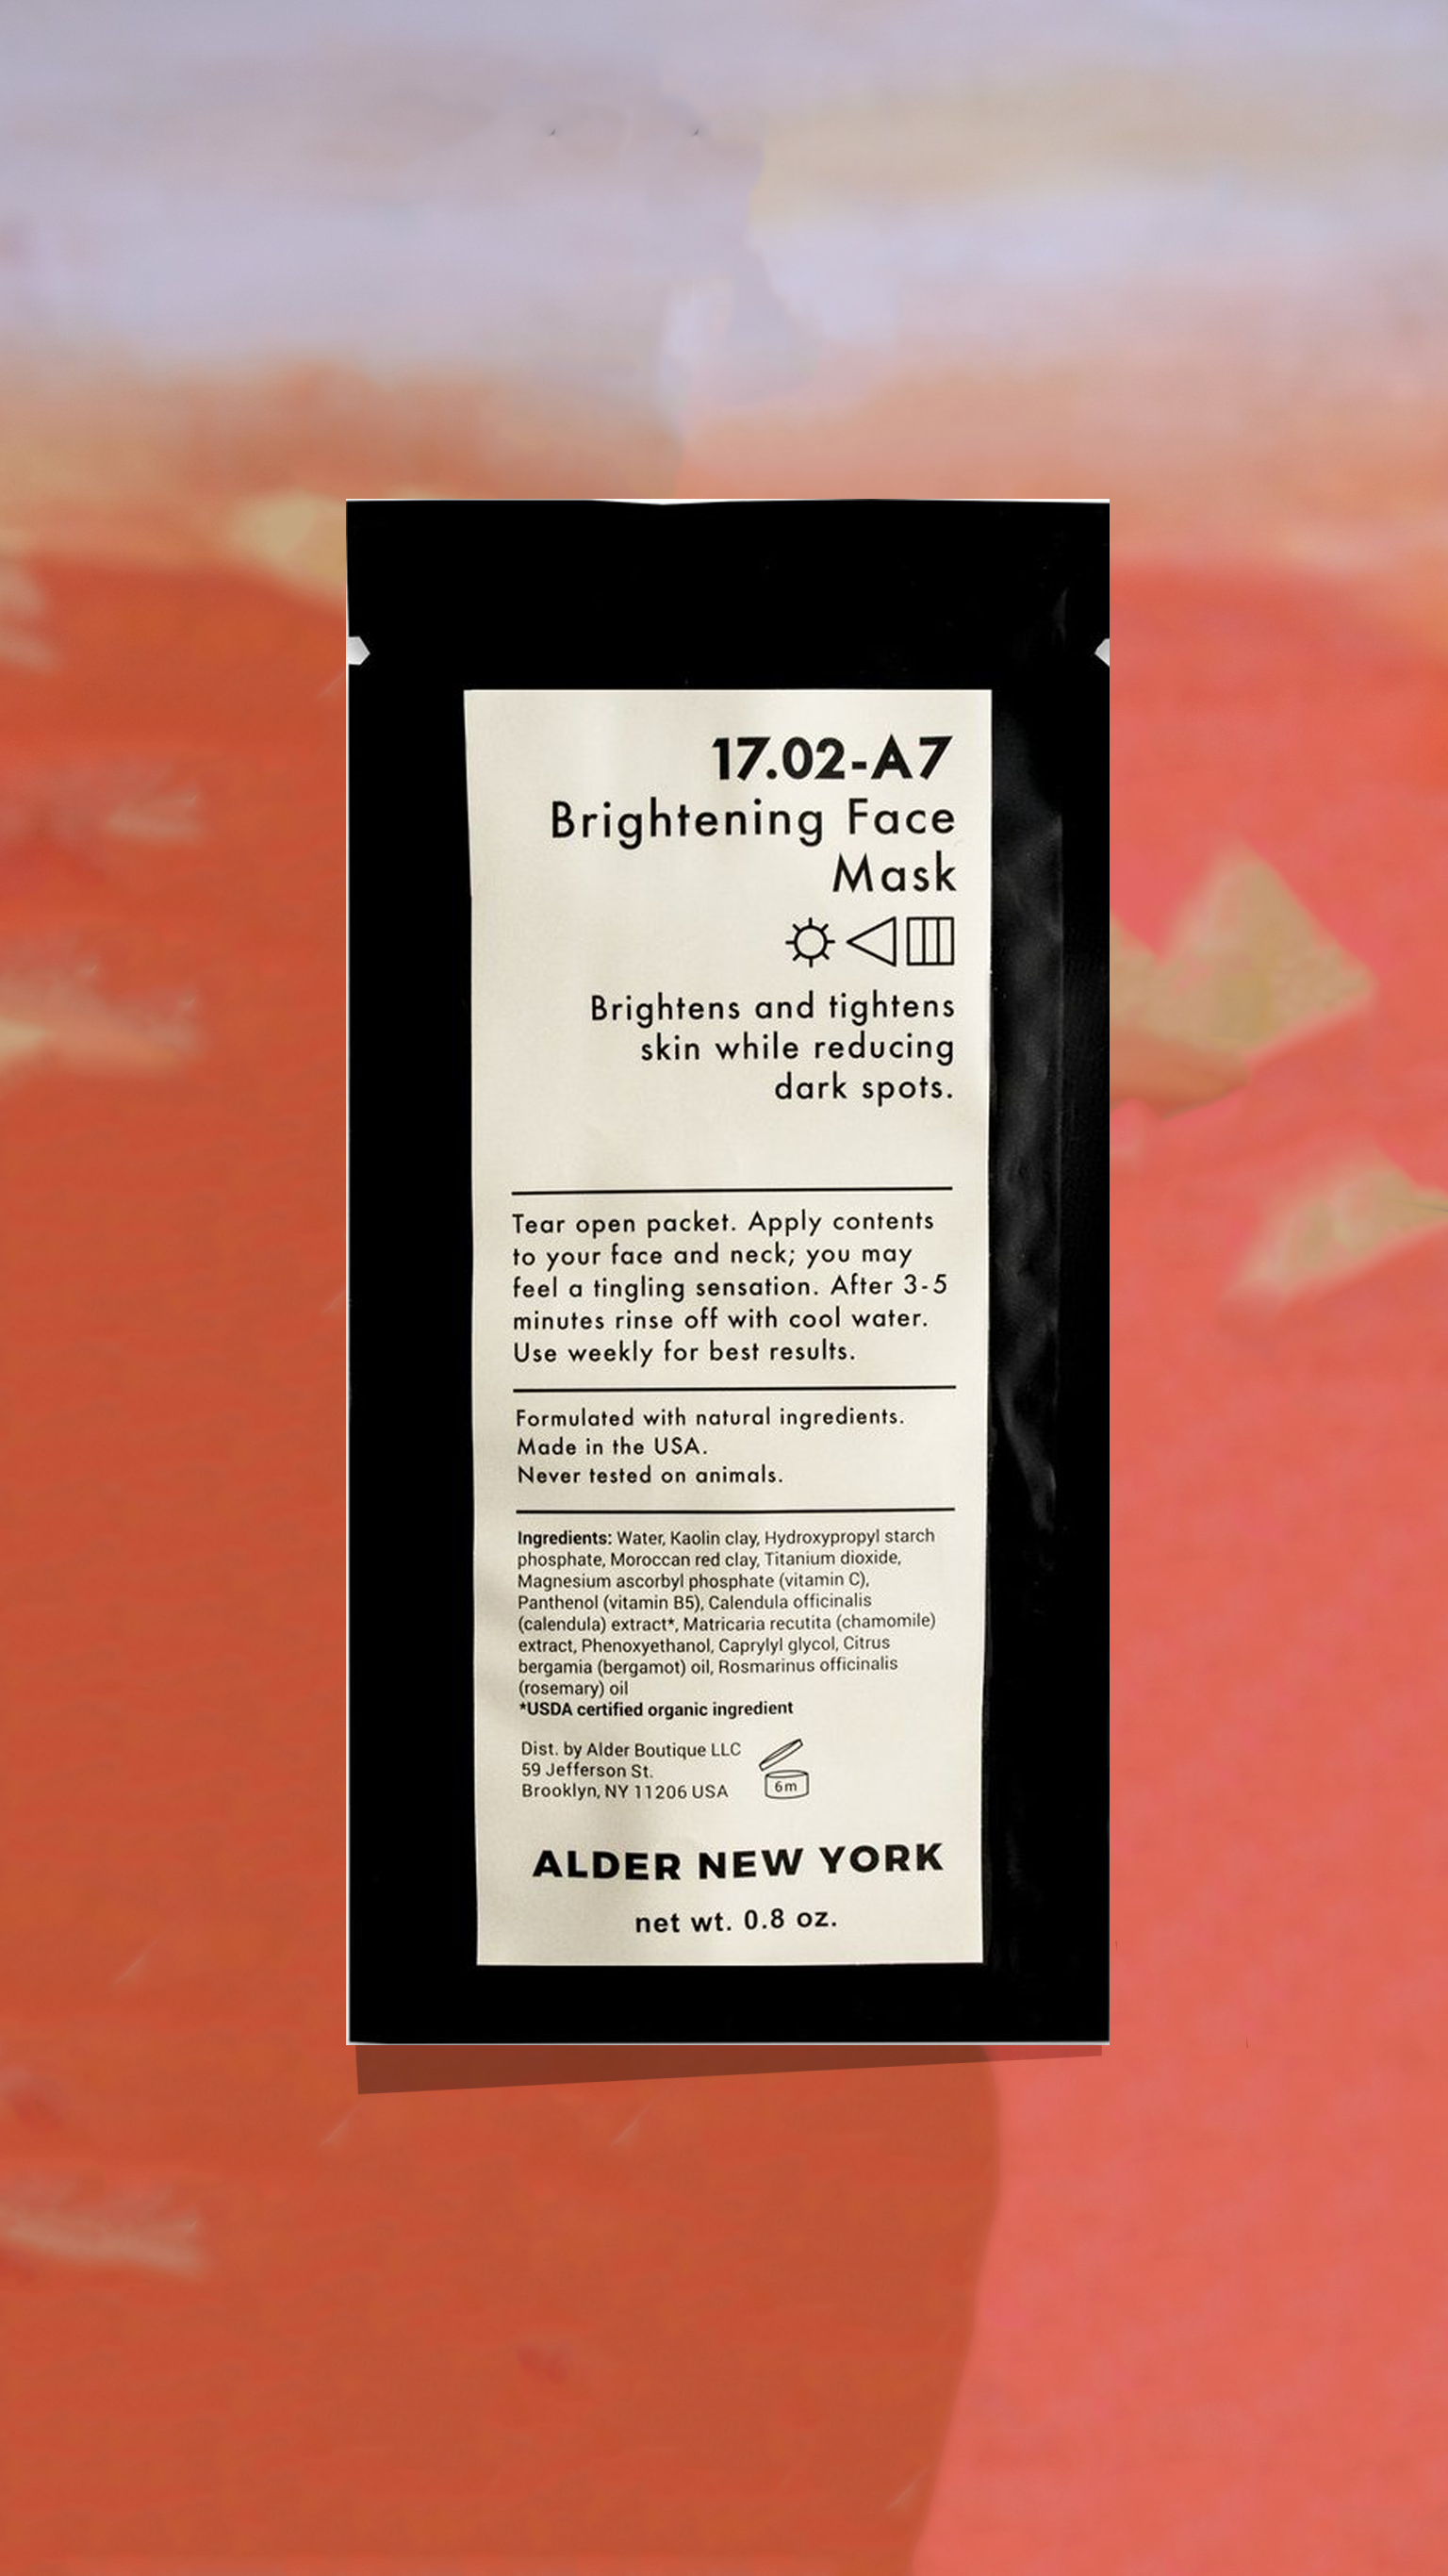 17.02-A7
Brightening Face
Mask
Brightens and tightens
skin while reducing
dark spots.
Tear open packet. Apply contents
to your face and neck; you may
feel a tingling sensation. After 3-5
minutes rinse off with cool water.
Use weekly for best results.
Formulated with natural ingredients.
Made in the USA.
Never tested on animals.
Ingredients: Water, Kaolin clay, Hydroxypropyl starch
phosphate, Moroccan red clay, Titanium dioxide,
Magnesium ascorbyl phosphate (vitamin C),
Panthenol (vitamin B5), Calendula officinalis
(calendula) extract*, Matricaria recutita (chamomile)
extract, Phenoxyethanol, Caprylyl glycol, Citrus
bergamia (bergamot) oil, Rosmarinus officinalis
(rosemary) oil
*USDA certified organic ingredient
Dist. by Alder Boutique LLC
59 Jefferson St.
Brooklyn, NY 11206 USA
6m
ALDER NEW YORK
net wt. 0.8 oz.